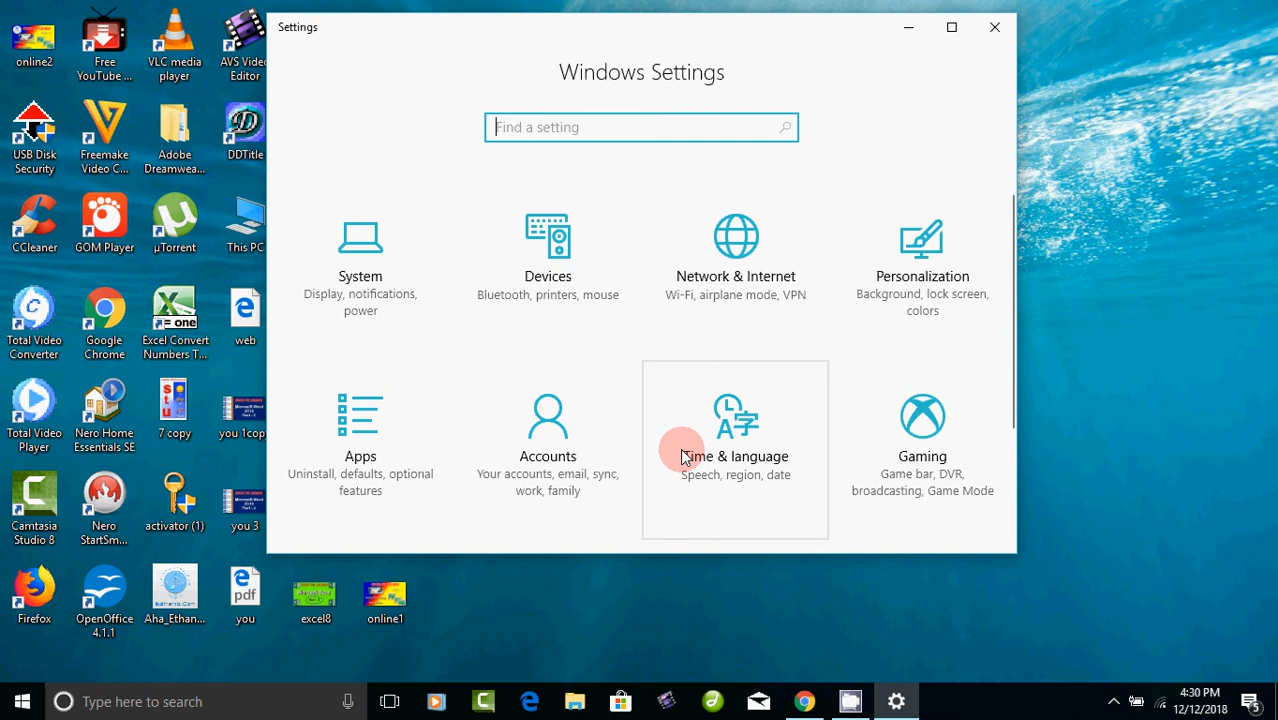 Settings
Windows Settings
Find a setting
System
Display, notifications,
power
Devices
Bluetooth, printers, mouse
Network & Internet
Wi-Fi, airplane mode, VPN
Personalization
Background, lock screen,
colors
Apps
Uninstall, defaults, optional
features
Accounts
Your accounts, email, sync,
work, family
Time & language
Speech, region, date
Gaming
Game bar, DVR,
broadcasting, Game Mode
online2
Free
YouTube ...
VLC media
player
AVS Video
Editor
USB Disk
Security
Freemake
Video C...
Adobe
Dreamwea...
DDTitle
CCleaner
GOM Player
µTorrent
This PC
Total Video
Converter
Google
Chrome
= one
Excel Convert
Numbers T...
web
Total Video
Player
Nero Home
Essentials SE
Stu
7 copy
you 1copy
Camtasia
Studio 8
Nero
StartSm...
activator (1)
you 3
Firefox
OpenOffice
4.1.1
Aha_Ethan...
pdf
you
excel8
online1
Type here to search
4:30 PM
12/12/2018
5